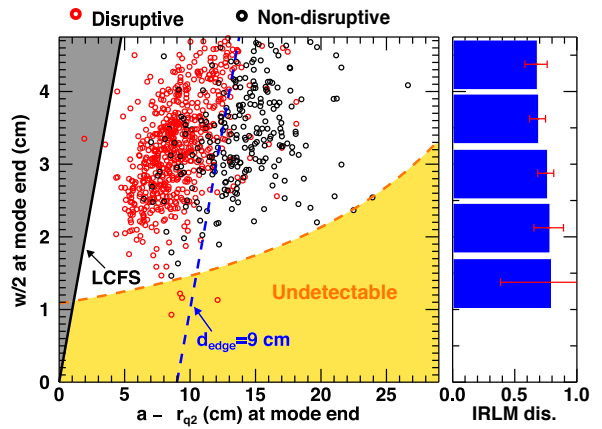 Disruptive Non-disruptive
w/2 at mode end (cm)
4
3
2
1
0
LCFS
Undetectable
d_edge=9 cm
0 5 10 15 20 25
a – r_q2 (cm) at mode end
0 0.5 1.0
IRLM dis.